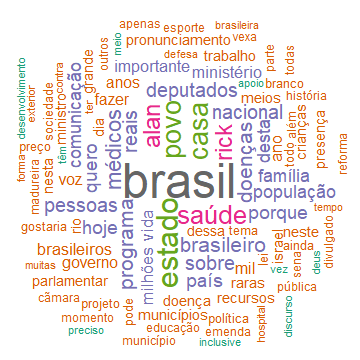 apenas
esporte
brasileira
outros
meio
pronunciamento
defesa
vexa
grande
importante
trabalho
parte
todas
desenvolvimento
exterior
contra
ministro
sociedade
nesta
comunicação
ter
anos
fazer
ministério
apoio
branco
deputados
meios
história
nacional
crianças
presença
reforma
forma
preço
têm
dia
quero
médicos
reais
alan
povo
casa
rick
doenças
destar
ano
todo
além
madureira
voz
brasil
família
pessoas
população
gostaria
rio
hoje
programa
milhões
vida
estado
saúde
porque
tempo
dessa
tema
neste
brasileiros
brasileiro
ainda
muitas
governo
sobre
mil
lei
israel
sena
deus
divulgado
parlamentar
país
raras
vez
pública
câmara
projeto
doença
recursos
momento
pode
municípios
política
hospital
discurso
preciso
educação
emenda
município
inclusive